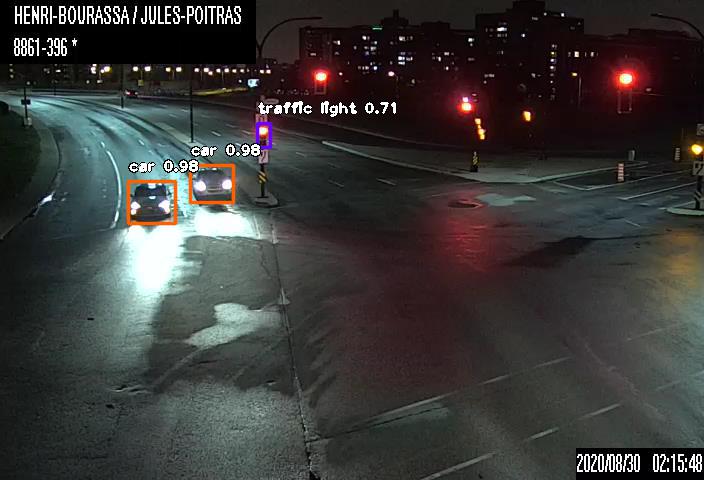 HENRI-BOURASSA / JULES-POITRAS
8861-396 *
traffic light 0.71
car 0.98
car 0.98
2020/08/30 02:15:48